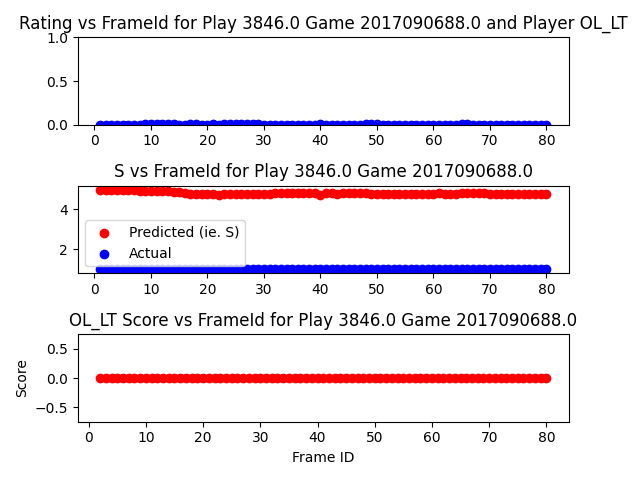 Rating vs FrameId for Play 3846.0 Game 2017090688.0 and Player OL_LT
1.0
0.5
0.0
0 10 20 30 40 50 60 70 80
S vs FrameId for Play 3846.0 Game 2017090688.0
4
2
Predicted (ie. S)
Actual
0 10 20 30 40 50 60 70 80
OL_LT Score vs FrameId for Play 3846.0 Game 2017090688.0
Score
0.5
0.0
−0.5
0 10 20 30 40 50 60 70 80
Frame ID